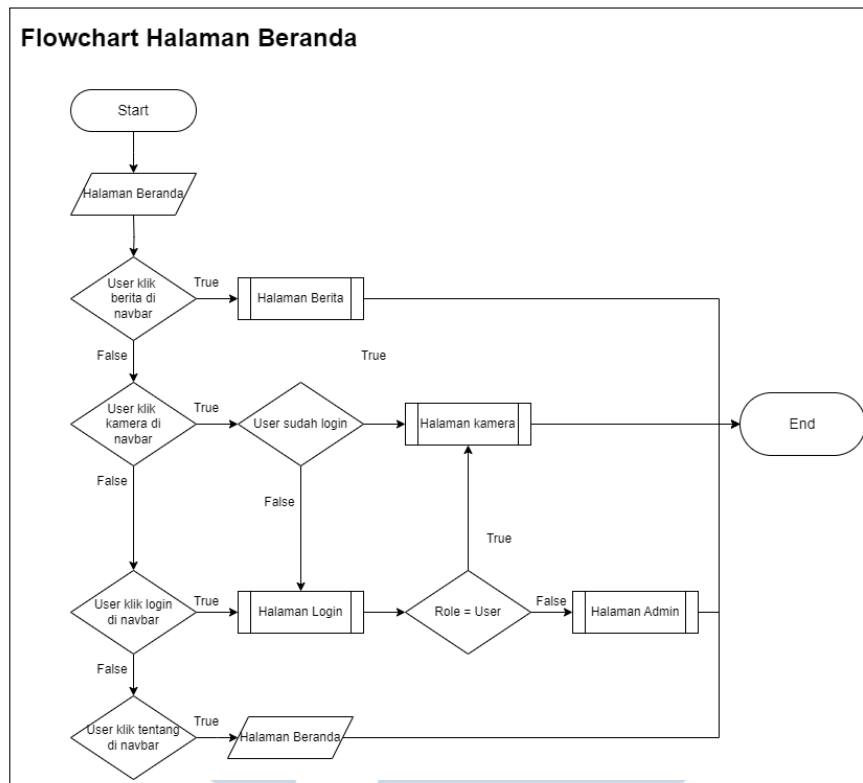 Flowchart Halaman Beranda
Start
Halaman Beranda
User klik
berita di
navbar
True
Halaman Berita
False
True
User klik
kamera di
navbar
True
User sudah login
Halaman kamera
End
False
False
True
User klik login
di navbar
True
Halaman Login
Role = User
False
Halaman Admin
False
User klik tentang
di navbar
True
Halaman Beranda